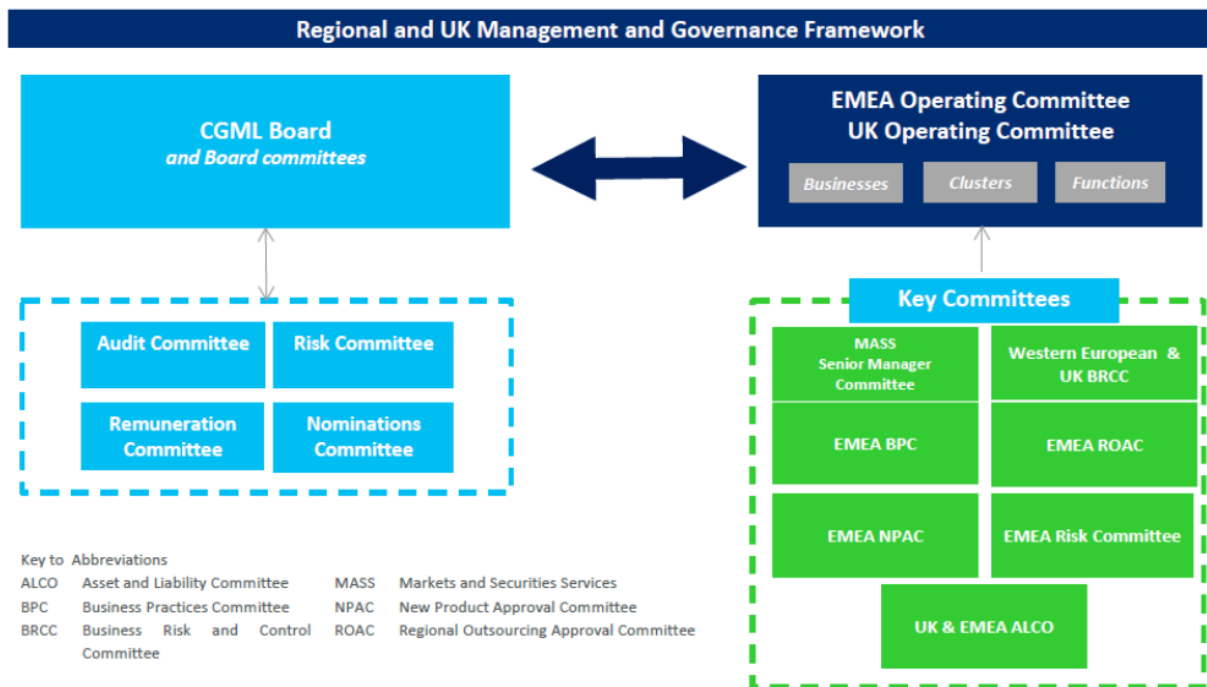 Regional and UK Management and Governance Framework
CGML Board
and Board committees
EMEA Operating Committee
UK Operating Committee
Businesses
Clusters
Functions
Audit Committee
Risk Committee
Remuneration
Committee
Nominations
Committee
Key Committees
MASS
Senior Manager
Committee
Western European &
UK BRCC
EMEA BPC
EMEA ROAC
EMEA NPAC
EMEA Risk Committee
UK & EMEA ALCO
Key to Abbreviations
ALCO Asset and Liability Committee MASS Markets and Securities Services
BPC Business Practices Committee NPAC New Product Approval Committee
BRCC Business Risk and Control ROAC Regional Outsourcing Approval Committee
Committee